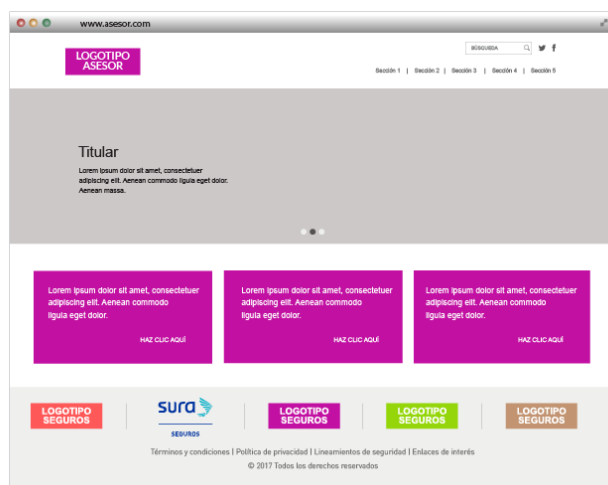 www.asesor.com
LOGOTIPO
ASESOR
BÚSQUEDA
Sección 1 | Sección 2 | Sección 3 | Sección 4 | Sección 5
Titular
Lorem ipsum dolor sit amet, consectetuer
adipiscing elit. Aenean commodo ligula eget dolor.
Aenean massa.
Lorem ipsum dolor sit amet, consectetuer
adipiscing elit. Aenean commodo
ligula eget dolor.
HAZ CLIC AQUÍ
Lorem ipsum dolor sit amet, consectetuer
adipiscing elit. Aenean commodo
ligula eget dolor.
HAZ CLIC AQUÍ
Lorem ipsum dolor sit amet, consectetuer
adipiscing elit. Aenean commodo
ligula eget dolor.
HAZ CLIC AQUÍ
LOGOTIPO
SEGUROS
sura
SEGUROS
LOGOTIPO
SEGUROS
LOGOTIPO
SEGUROS
LOGOTIPO
SEGUROS
Términos y condiciones | Política de privacidad | Lineamientos de seguridad | Enlaces de interés
© 2017 Todos los derechos reservados